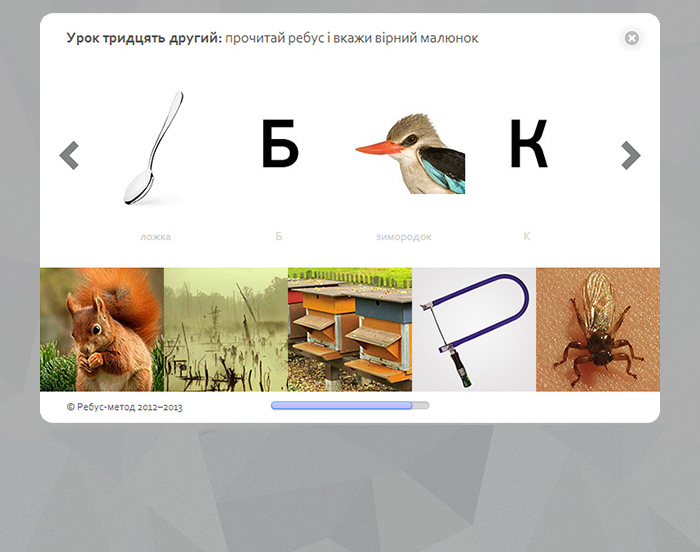 Урок тридцять другий: прочитай ребус і вкажи вірний малюнок
Б
К
ложка
Б
зимородок
К
© Ребус-метод 2012–2013